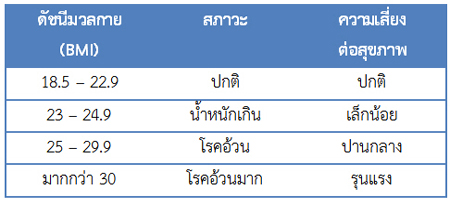 ดัชนีมวลกาย สภาวะ ความเสี่ยง
(BMI) ต่อสุขภาพ
18.5 – 22.9 ปกติ ปกติ
23 – 24.9 น้ำหนักเกิน เล็กน้อย
25 – 29.9 โรคอ้วน ปานกลาง
มากกว่า 30 โรคอ้วนมาก รุนแรง